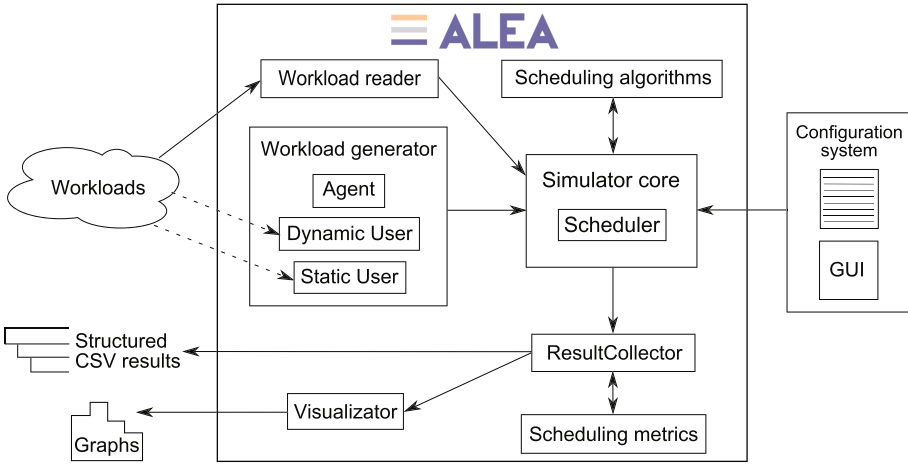 ALEA
Workload reader
Scheduling algorithms
Configuration
system
Workload generator
Agent
Dynamic User
Static User
Workloads
Simulator core
Scheduler
GUI
Structured
CSV results
ResultCollector
Visualizator
Graphs
Scheduling metrics